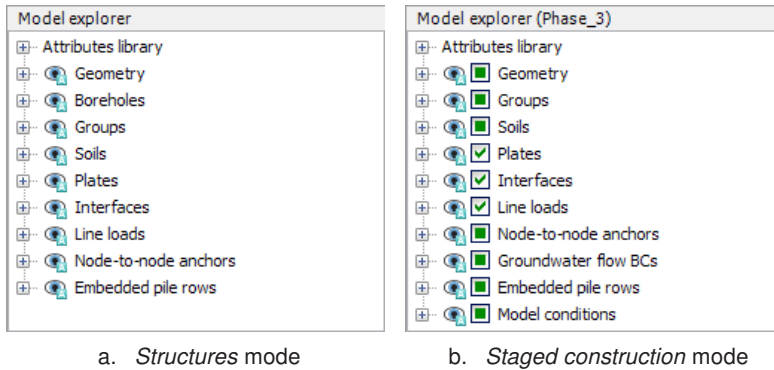 Model explorer
Attributes library
Geometry
Boreholes
Groups
Soils
Plates
Interfaces
Line loads
Node-to-node anchors
Embedded pile rows
a. Structures mode
Model explorer (Phase_3)
Attributes library
Geometry
Groups
Soils
Plates
Interfaces
Line loads
Node-to-node anchors
Groundwater flow BCs
Embedded pile rows
Model conditions
b. Staged construction mode